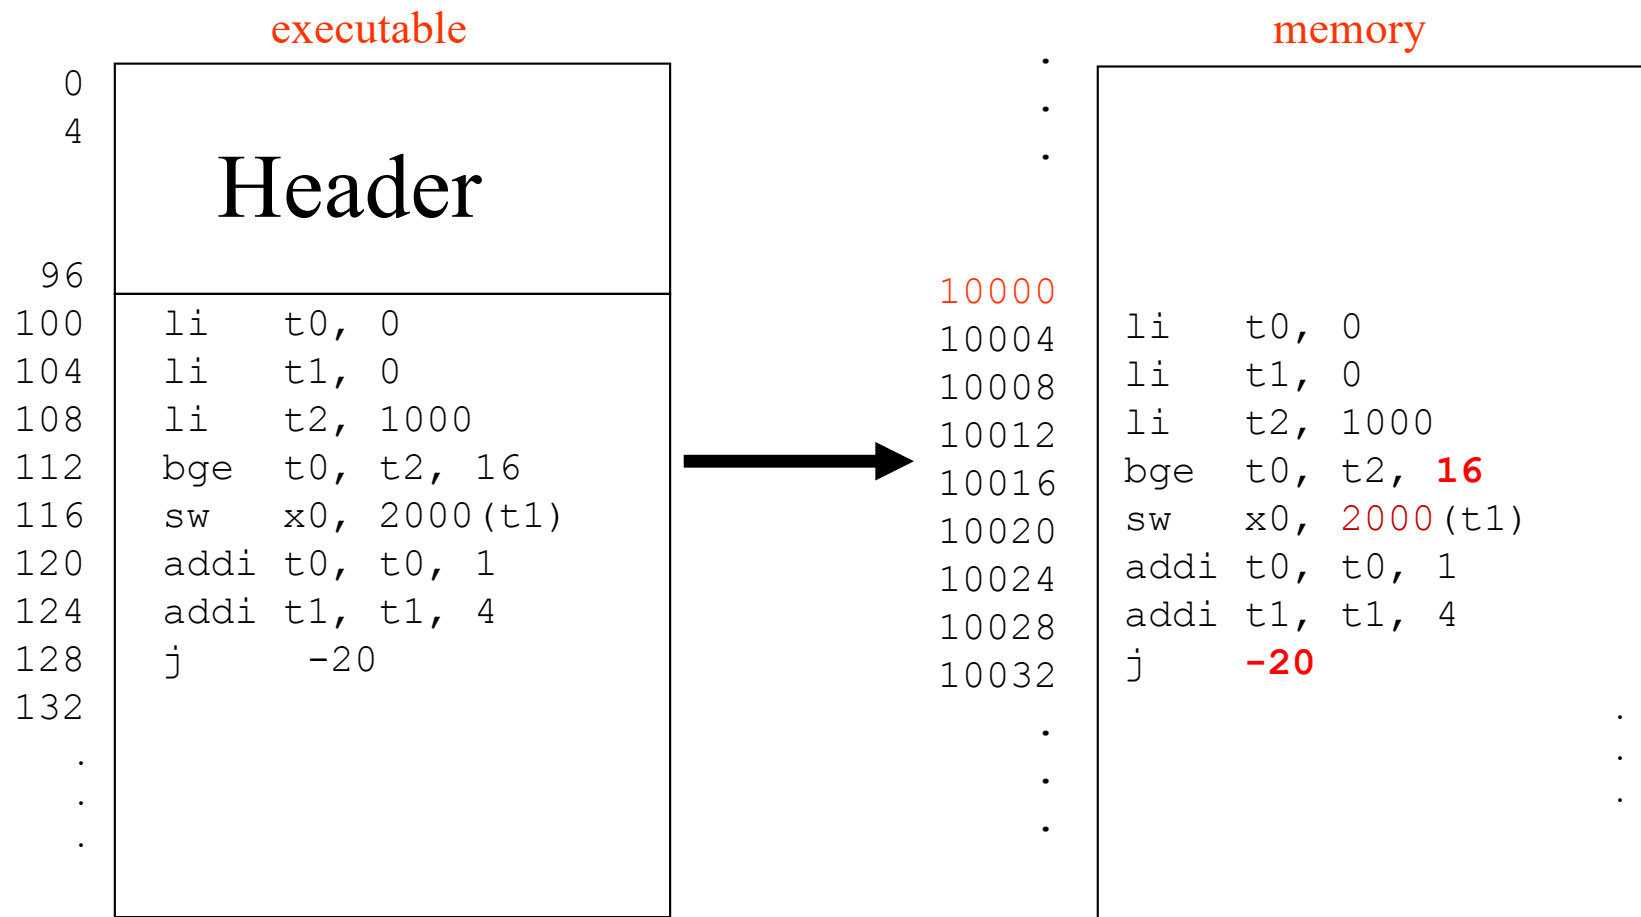 executable
0
4
Header
96
100 li t0, 0
104 li t1, 0
108 li t2, 1000
112 bge t0, t2, 16
116 sw x0, 2000(t1)
120 addi t0, t0, 1
124 addi t1, t1, 4
128 j -20
132
.
.
.
memory
.
.
.
10000
10004
10008
10012
10016
10020
10024
10028
10032
.
.
.
li t0, 0
li t1, 0
li t2, 1000
bge t0, t2, 16
sw x0, 2000(t1)
addi t0, t0, 1
addi t1, t1, 4
j -20
.
.
.